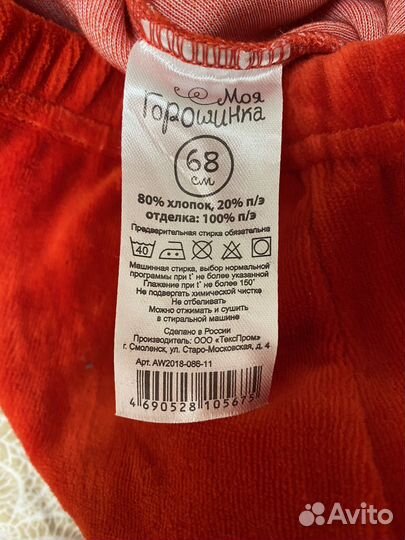 Моя
Горошинка
68
см
80% хлопок, 20% п/э
отделка: 100% п/э
Предварительная стирка обязательна
40
Машинная стирка, выбор нормальной
программы при t° не более указанной
Глажение при t° не более 150°
Не подвергать химической чистке
Не отбеливать
Можно отжимать и сушить
в стиральной машине
Сделано в России
Производитель: ООО «ТексПром»
г. Смоленск, ул. Старо-Московская, д. 4
Арт. AW2018-086-11
4 690528 105675
Avito